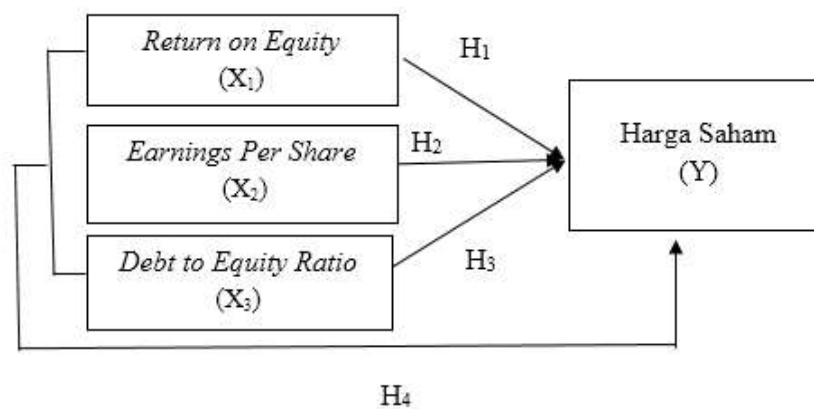 Return on Equity
(X₁)
H₁
Earnings Per Share
(X₂)
H₂
Debt to Equity Ratio
(X₃)
H₃
Harga Saham
(Y)
H₄